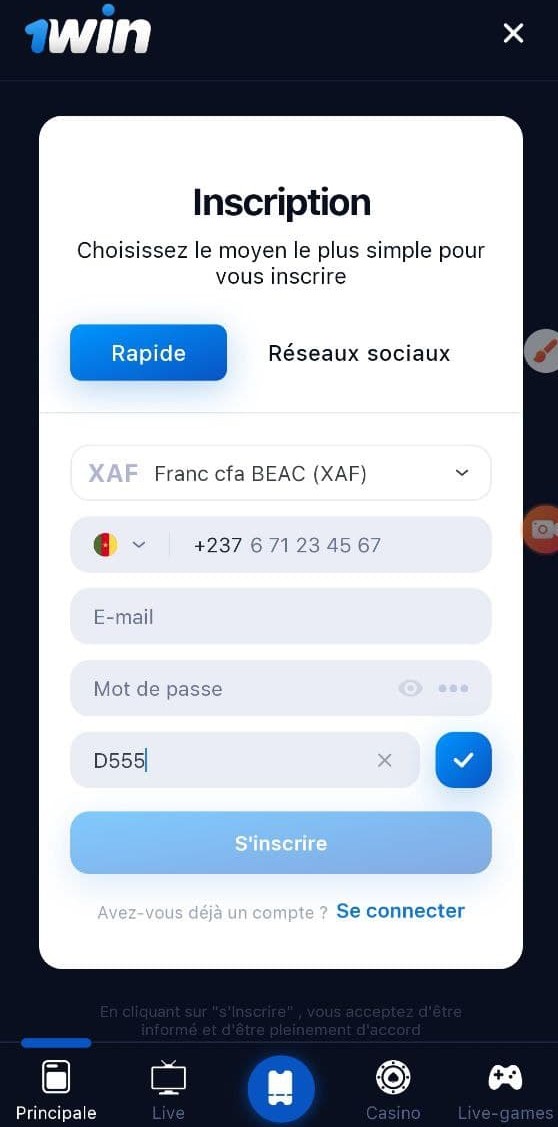 1win
Inscription
Choisissez le moyen le plus simple pour
vous inscrire
Rapide
Réseaux sociaux
XAF Franc cfa BEAC (XAF)
+237 6 71 23 45 67
E-mail
Mot de passe
D555
S'inscrire
Avez-vous déjà un compte ? Se connecter
En cliquant sur "s'Inscrire" , vous acceptez d'être
informé et d'être pleinement d'accord
Principale
Live
Casino
Live-games